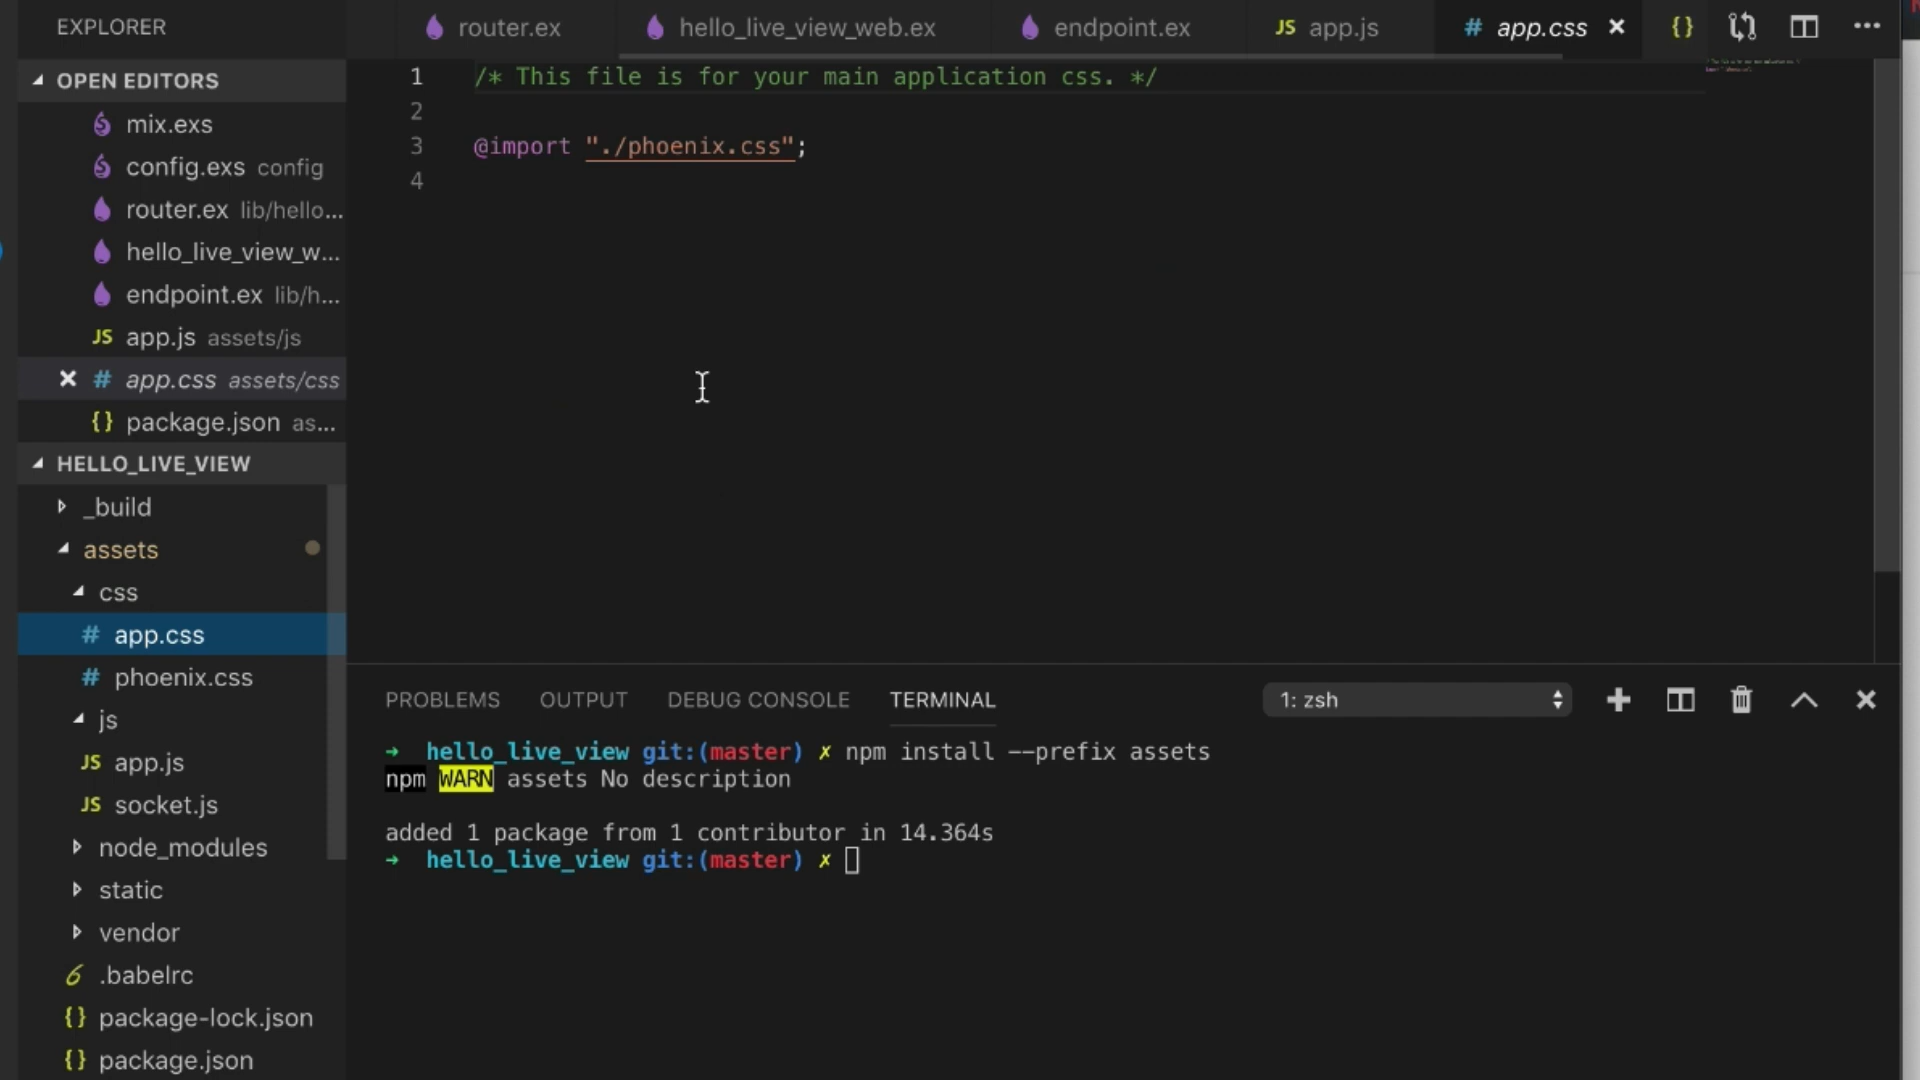 EXPLORER
OPEN EDITORS
mix.exs
config.exs config
router.ex lib/hello...
hello_live_view_w...
endpoint.ex lib/h...
JS app.js assets/js
# app.css assets/css
{} package.json as...
HELLO_LIVE_VIEW
_build
assets
css
# app.css
# phoenix.css
js
JS app.js
JS socket.js
node_modules
static
vendor
.babelrc
{} package-lock.json
{} package.json
router.ex hello_live_view_web.ex endpoint.ex JS app.js # app.css {}
1 /* This file is for your main application css. */
2
3 @import "./phoenix.css";
4
PROBLEMS OUTPUT DEBUG CONSOLE TERMINAL 1: zsh
➜ hello_live_view git:(master) ✗ npm install --prefix assets
npm WARN assets No description
added 1 package from 1 contributor in 14.364s
➜ hello_live_view git:(master) ✗